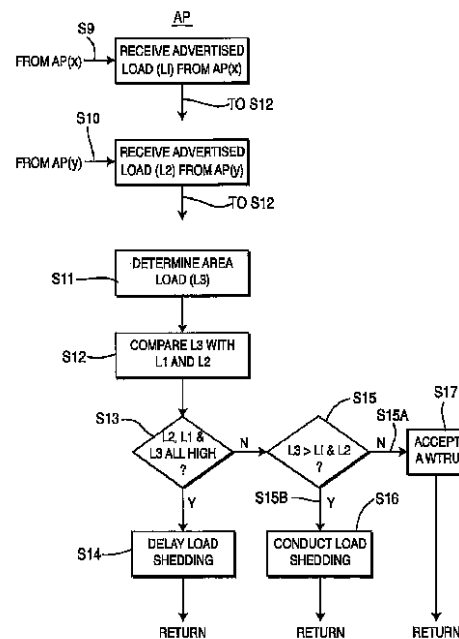 AP
S9
FROM AP(x)
RECEIVE ADVERTISED
LOAD (LI) FROM AP(x)
TO S12
S10
FROM AP(y)
RECEIVE ADVERTISED
LOAD (L2) FROM AP(y)
TO S12
S11
DETERMINE AREA
LOAD (L3)
S12
COMPARE L3 WITH
L1 AND L2
S13
L2, L1 &
L3 ALL HIGH
?
N
Y
S15
L3 > LI & L2
?
N
S15A
S15B
Y
S17
ACCEPT
A WTRU
S14
DELAY LOAD
SHEDDING
S16
CONDUCT LOAD
SHEDDING
RETURN
RETURN
RETURN